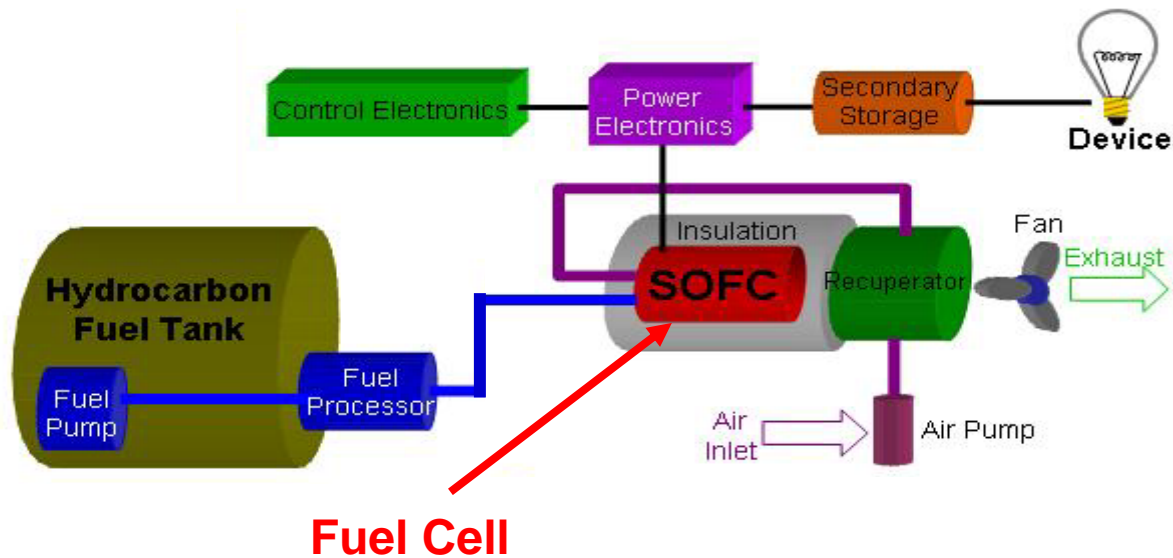 Control Electronics
Power
Electronics
Secondary
Storage
Device
Hydrocarbon
Fuel Tank
Fuel
Pump
Fuel
Processor
Insulation
SOFC
Recuperator
Fan
Exhaust
Air
Inlet
Air Pump
Fuel Cell